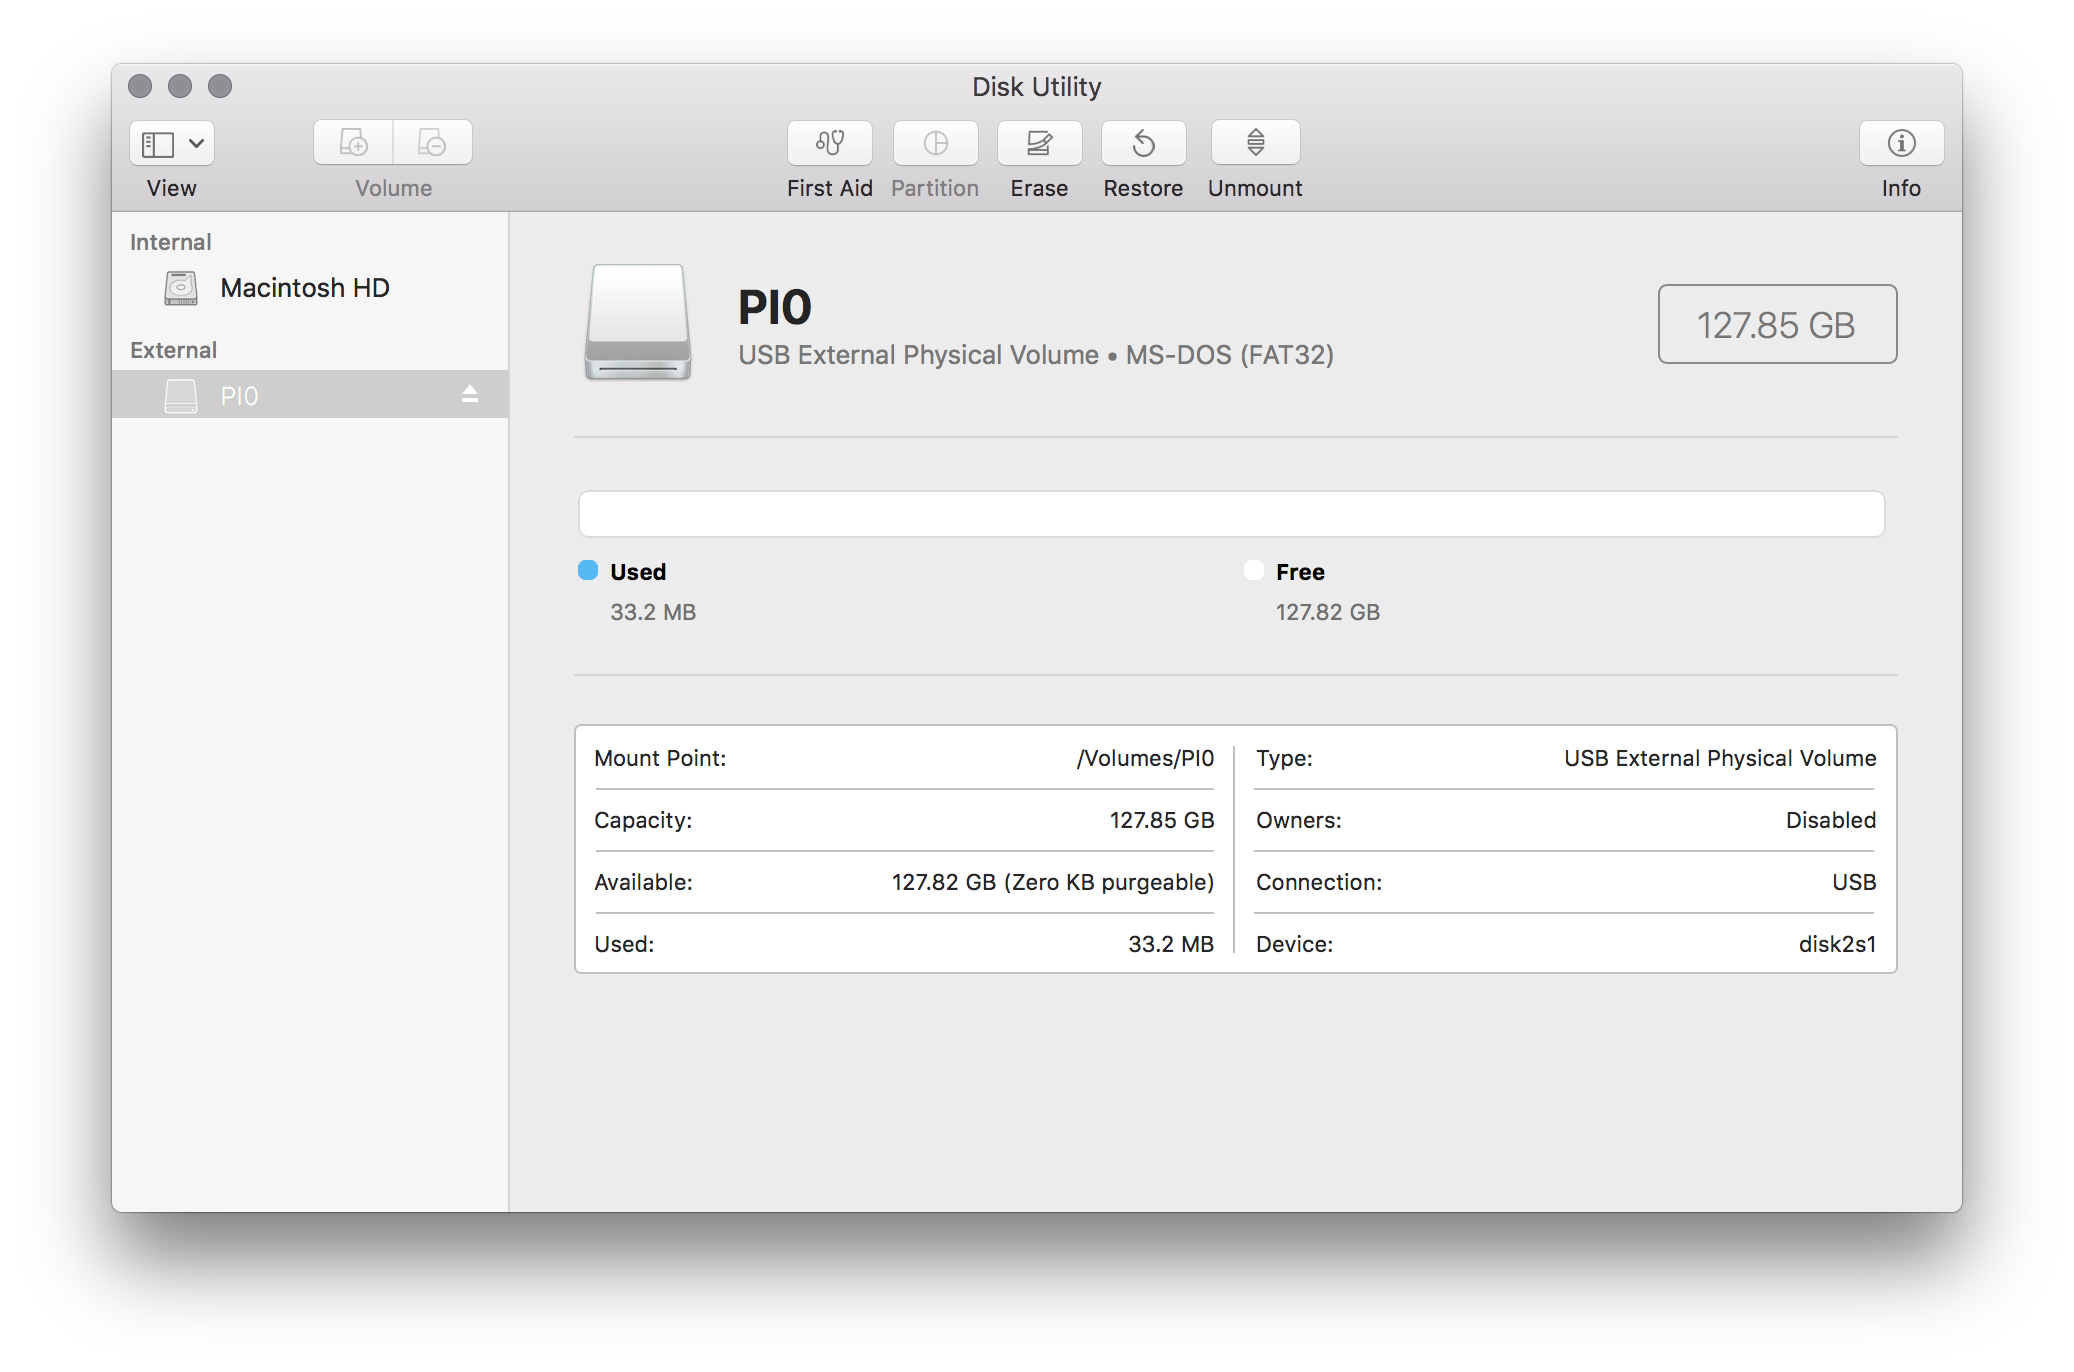 Disk Utility
View
Volume
First Aid
Partition
Erase
Restore
Unmount
Info
Internal
Macintosh HD
External
PI0
PI0
USB External Physical Volume • MS-DOS (FAT32)
127.85 GB
Used
33.2 MB
Free
127.82 GB
Mount Point: /Volumes/PI0
Capacity: 127.85 GB
Available: 127.82 GB (Zero KB purgeable)
Used: 33.2 MB
Type: USB External Physical Volume
Owners: Disabled
Connection: USB
Device: disk2s1